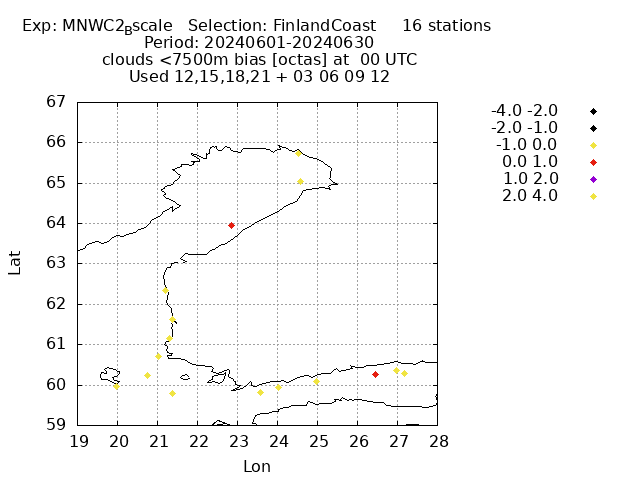 Exp: MNWC2_Bscale   Selection: FinlandCoast     16 stations
Period: 20240601-20240630
clouds <7500m bias [octas] at  00 UTC
Used 12,15,18,21 + 03 06 09 12
67
66
65
64
63
62
61
60
59
Lat
19 20 21 22 23 24 25 26 27 28
Lon
-4.0 -2.0
-2.0 -1.0
-1.0 0.0
0.0 1.0
1.0 2.0
2.0 4.0